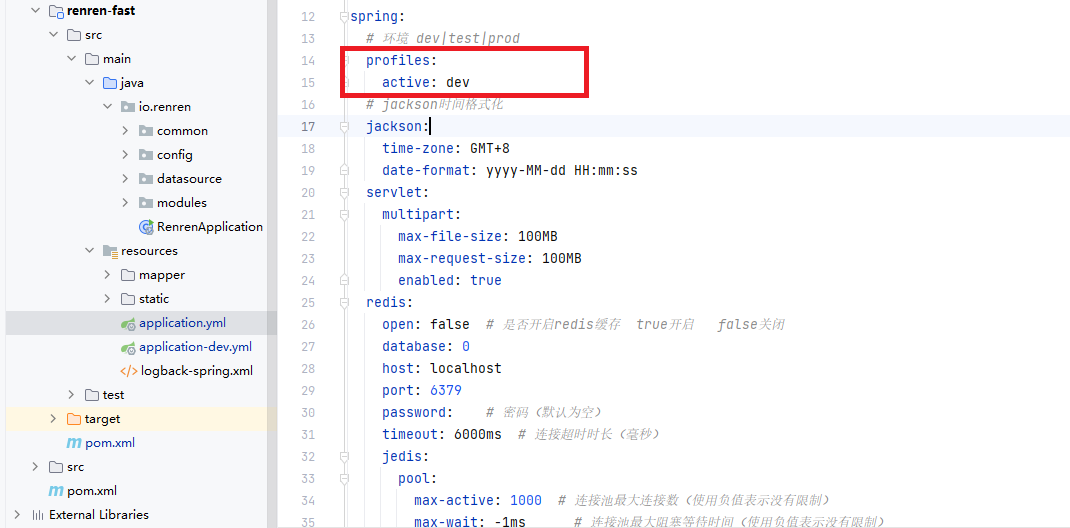 renren-fast
src
main
java
io.renren
common
config
datasource
modules
RenrenApplication
resources
mapper
static
application.yml
application-dev.yml
</> logback-spring.xml
test
target
m pom.xml
src
m pom.xml
External Libraries
12 spring:
13 # 环境 dev|test|prod
14 profiles:
15 active: dev
16 # jackson时间格式化
17 jackson:
18 time-zone: GMT+8
19 date-format: yyyy-MM-dd HH:mm:ss
20 servlet:
21 multipart:
22 max-file-size: 100MB
23 max-request-size: 100MB
24 enabled: true
25 redis:
26 open: false # 是否开启redis缓存 true开启 false关闭
27 database: 0
28 host: localhost
29 port: 6379
30 password: # 密码（默认为空）
31 timeout: 6000ms # 连接超时时长（毫秒）
32 jedis:
33 pool:
34 max-active: 1000 # 连接池最大连接数（使用负值表示没有限制）
35 max-wait: -1ms # 连接池最大阻塞等待时间（使用负值表示没有限制）